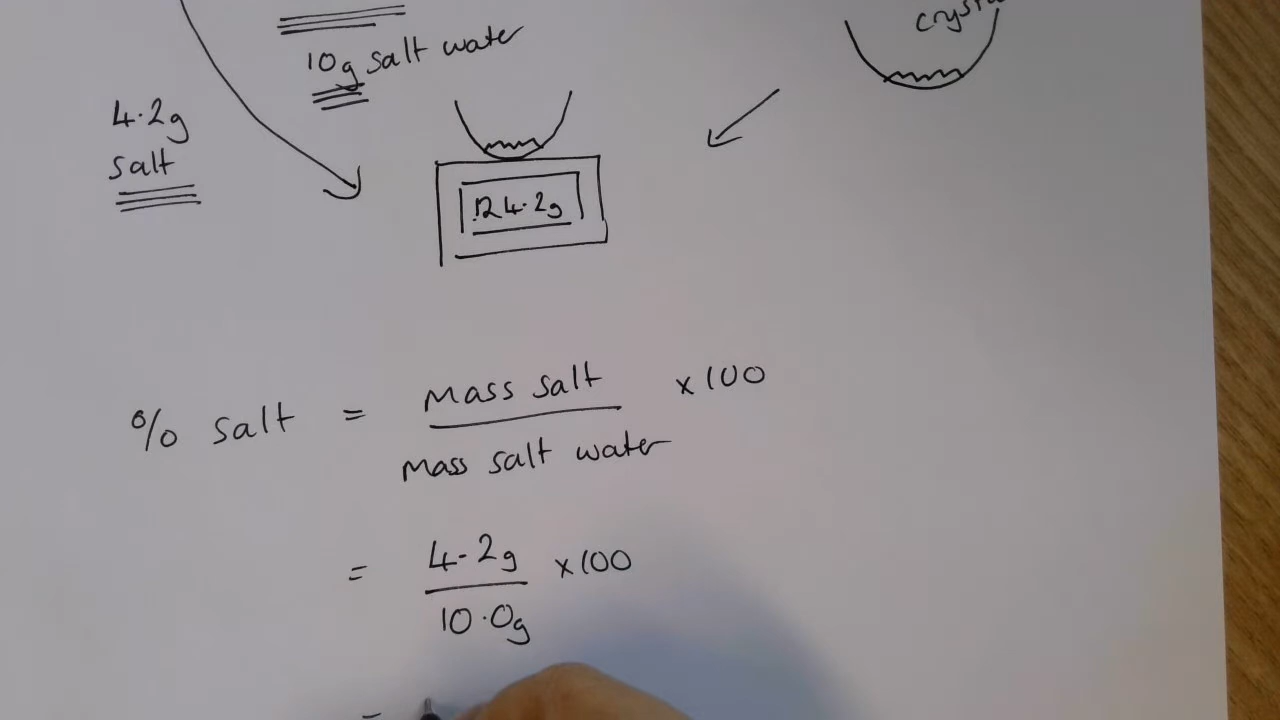 crysta
10g salt water
4.2g
salt
124.2g
% salt = Mass salt x100
Mass salt water
= 4.2g x100
10.0g
=